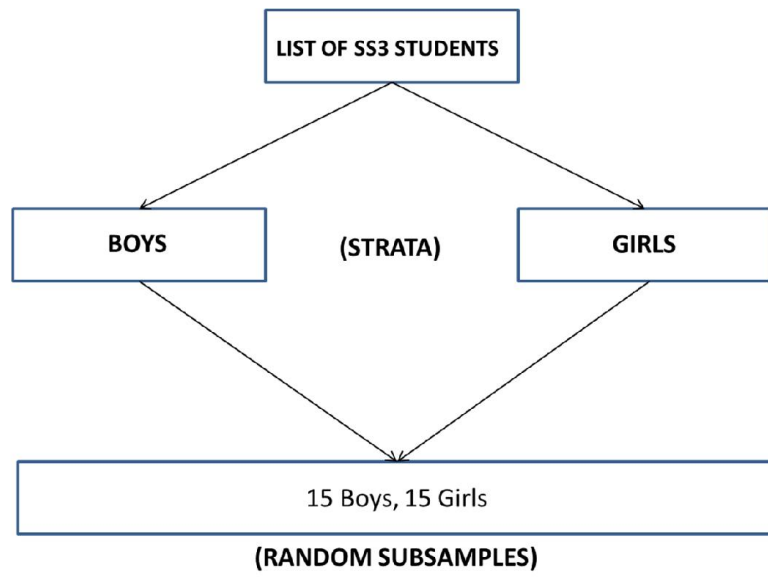 LIST OF SS3 STUDENTS
BOYS
(STRATA)
GIRLS
15 Boys, 15 Girls
(RANDOM SUBSAMPLES)